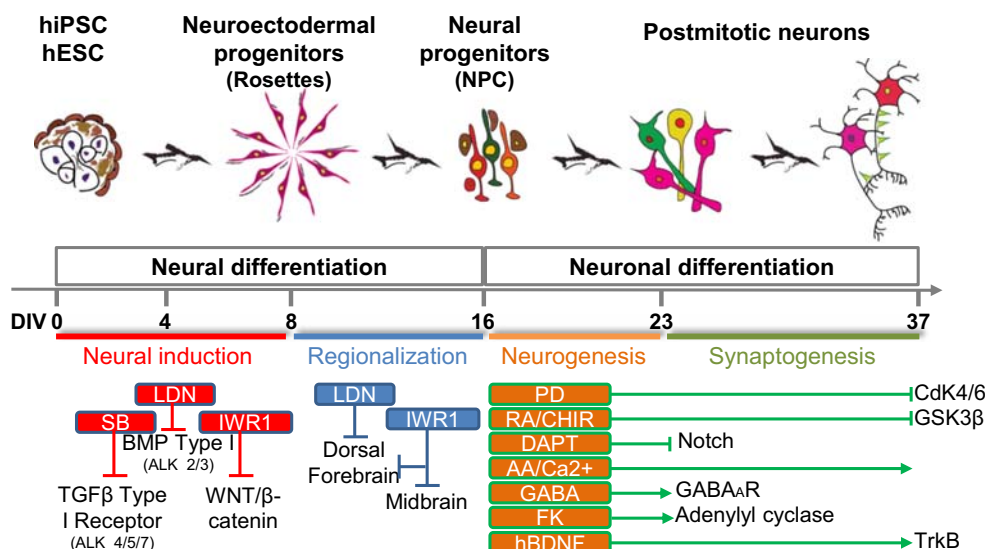 hiPSC
hESC
Neuroectodermal
progenitors
(Rosettes)
Neural
progenitors
(NPC)
Postmitotic neurons
Neural differentiation
Neuronal differentiation
DIV 0 4 8 16 23 37
Neural induction
Regionalization
Neurogenesis
Synaptogenesis
LDN
SB
IWR1
BMP Type I
(ALK 2/3)
TGFβ Type
I Receptor
(ALK 4/5/7)
WNT/β-
catenin
LDN
IWR1
Dorsal
Forebrain
Midbrain
PD
CdK4/6
RA/CHIR
GSK3β
DAPT
Notch
AA/Ca2+
GABA
GABAAR
FK
Adenylyl cyclase
hBDNF
TrkB